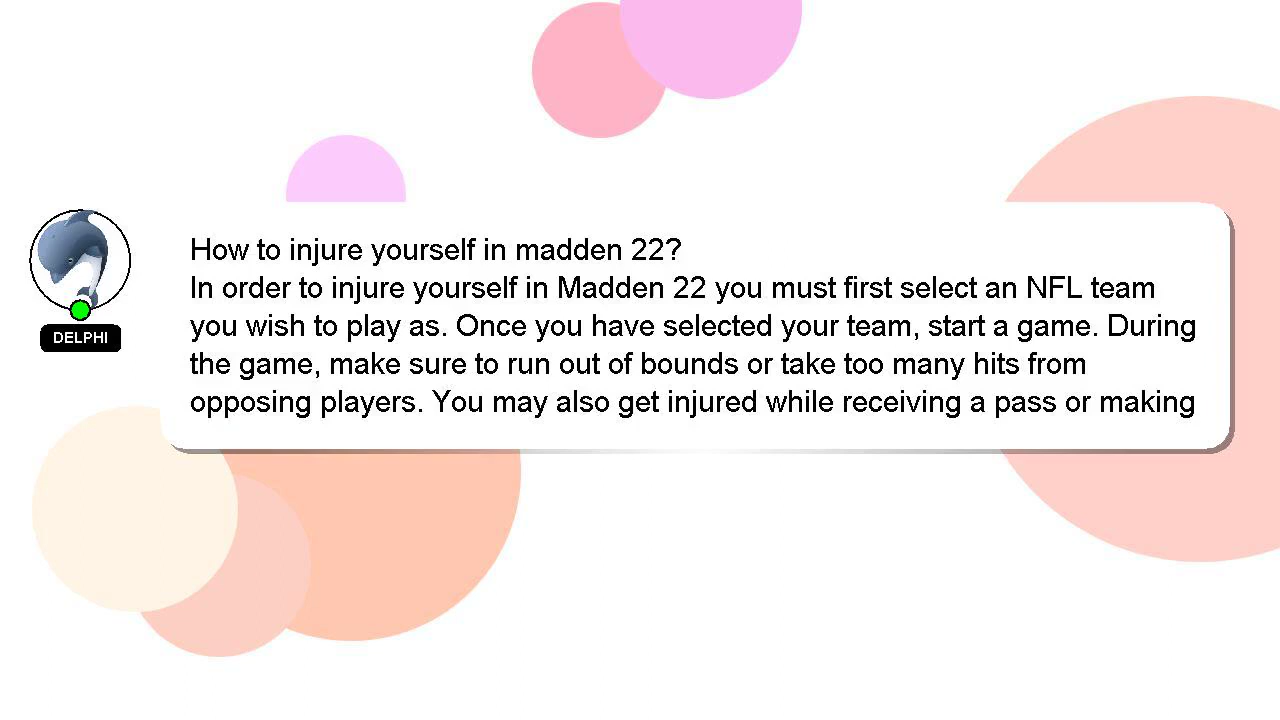 How to injure yourself in madden 22?
In order to injure yourself in Madden 22 you must first select an NFL team
you wish to play as. Once you have selected your team, start a game. During
the game, make sure to run out of bounds or take too many hits from
opposing players. You may also get injured while receiving a pass or making
DELPHI